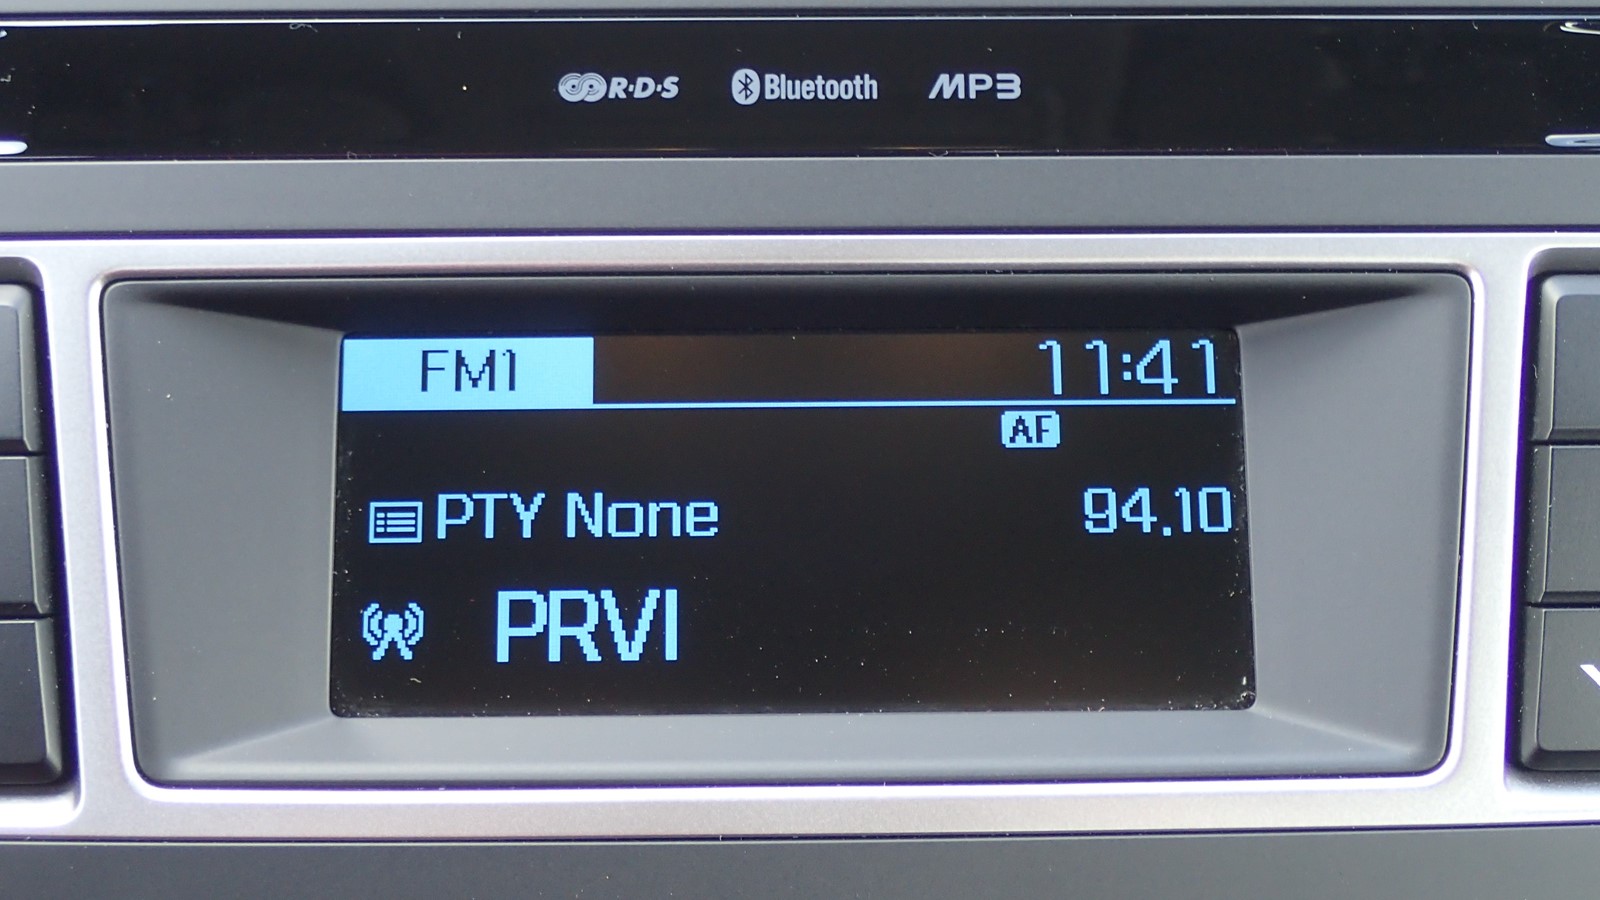 R·D·S Bluetooth MP3
FM1 11:41
AF
PTY None 94.10
PRVI